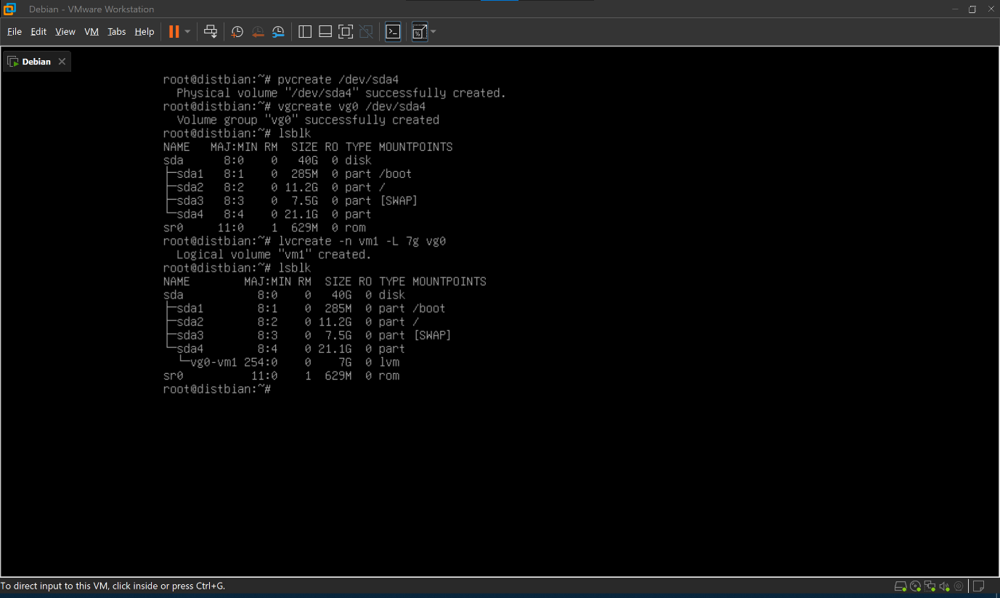 Debian - VMware Workstation
File Edit View VM Tabs Help
Debian
root@distbian:~# pvcreate /dev/sda4
  Physical volume "/dev/sda4" successfully created.
root@distbian:~# vgcreate vg0 /dev/sda4
  Volume group "vg0" successfully created
root@distbian:~# lsblk
NAME   MAJ:MIN RM  SIZE RO TYPE MOUNTPOINTS
sda      8:0    0   40G  0 disk
├─sda1   8:1    0  285M  0 part /boot
├─sda2   8:2    0 11.2G  0 part /
├─sda3   8:3    0  7.5G  0 part [SWAP]
└─sda4   8:4    0 21.1G  0 part
sr0     11:0    1  629M  0 rom
root@distbian:~# lvcreate -n vm1 -L 7g vg0
  Logical volume "vm1" created.
root@distbian:~# lsblk
NAME        MAJ:MIN RM  SIZE RO TYPE MOUNTPOINTS
sda           8:0    0   40G  0 disk
├─sda1        8:1    0  285M  0 part /boot
├─sda2        8:2    0 11.2G  0 part /
├─sda3        8:3    0  7.5G  0 part [SWAP]
└─sda4        8:4    0 21.1G  0 part
  └─vg0-vm1 254:0    0    7G  0 lvm
sr0          11:0    1  629M  0 rom
root@distbian:~#
To direct input to this VM, click inside or press Ctrl+G.